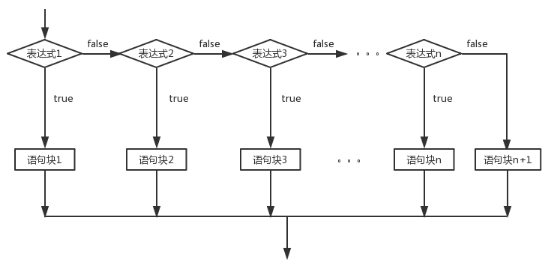 false false false false
表达式1 表达式2 表达式3 。。。 表达式n
true true true true
语句块1 语句块2 语句块3 。。。 语句块n 语句块n+1